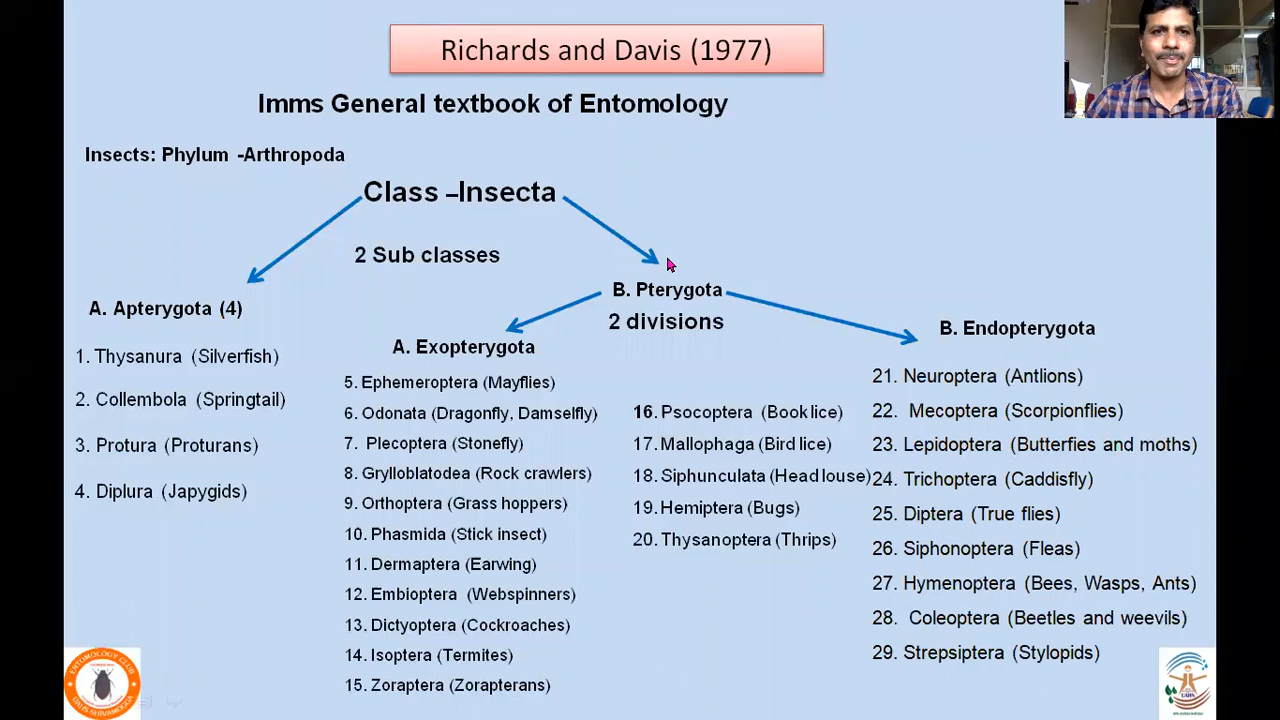 Richards and Davis (1977)
Imms General textbook of Entomology
Insects: Phylum -Arthropoda
Class –Insecta
2 Sub classes
A. Apterygota (4)
1. Thysanura (Silverfish)
2. Collembola (Springtail)
3. Protura (Proturans)
4. Diplura (Japygids)
B. Pterygota
2 divisions
A. Exopterygota
5. Ephemeroptera (Mayflies)
6. Odonata (Dragonfly, Damselfly)
7. Plecoptera (Stonefly)
8. Grylloblatodea (Rock crawlers)
9. Orthoptera (Grass hoppers)
10. Phasmida (Stick insect)
11. Dermaptera (Earwing)
12. Embioptera (Webspinners)
13. Dictyoptera (Cockroaches)
14. Isoptera (Termites)
15. Zoraptera (Zorapterans)
16. Psocoptera (Book lice)
17. Mallophaga (Bird lice)
18. Siphunculata (Head louse)
19. Hemiptera (Bugs)
20. Thysanoptera (Thrips)
B. Endopterygota
21. Neuroptera (Antlions)
22. Mecoptera (Scorpionflies)
23. Lepidoptera (Butterfies and moths)
24. Trichoptera (Caddisfly)
25. Diptera (True flies)
26. Siphonoptera (Fleas)
27. Hymenoptera (Bees, Wasps, Ants)
28. Coleoptera (Beetles and weevils)
29. Strepsiptera (Stylopids)
ENTOMOLOGY CLUB
UAHS SHIVAMOGGA
UAHS